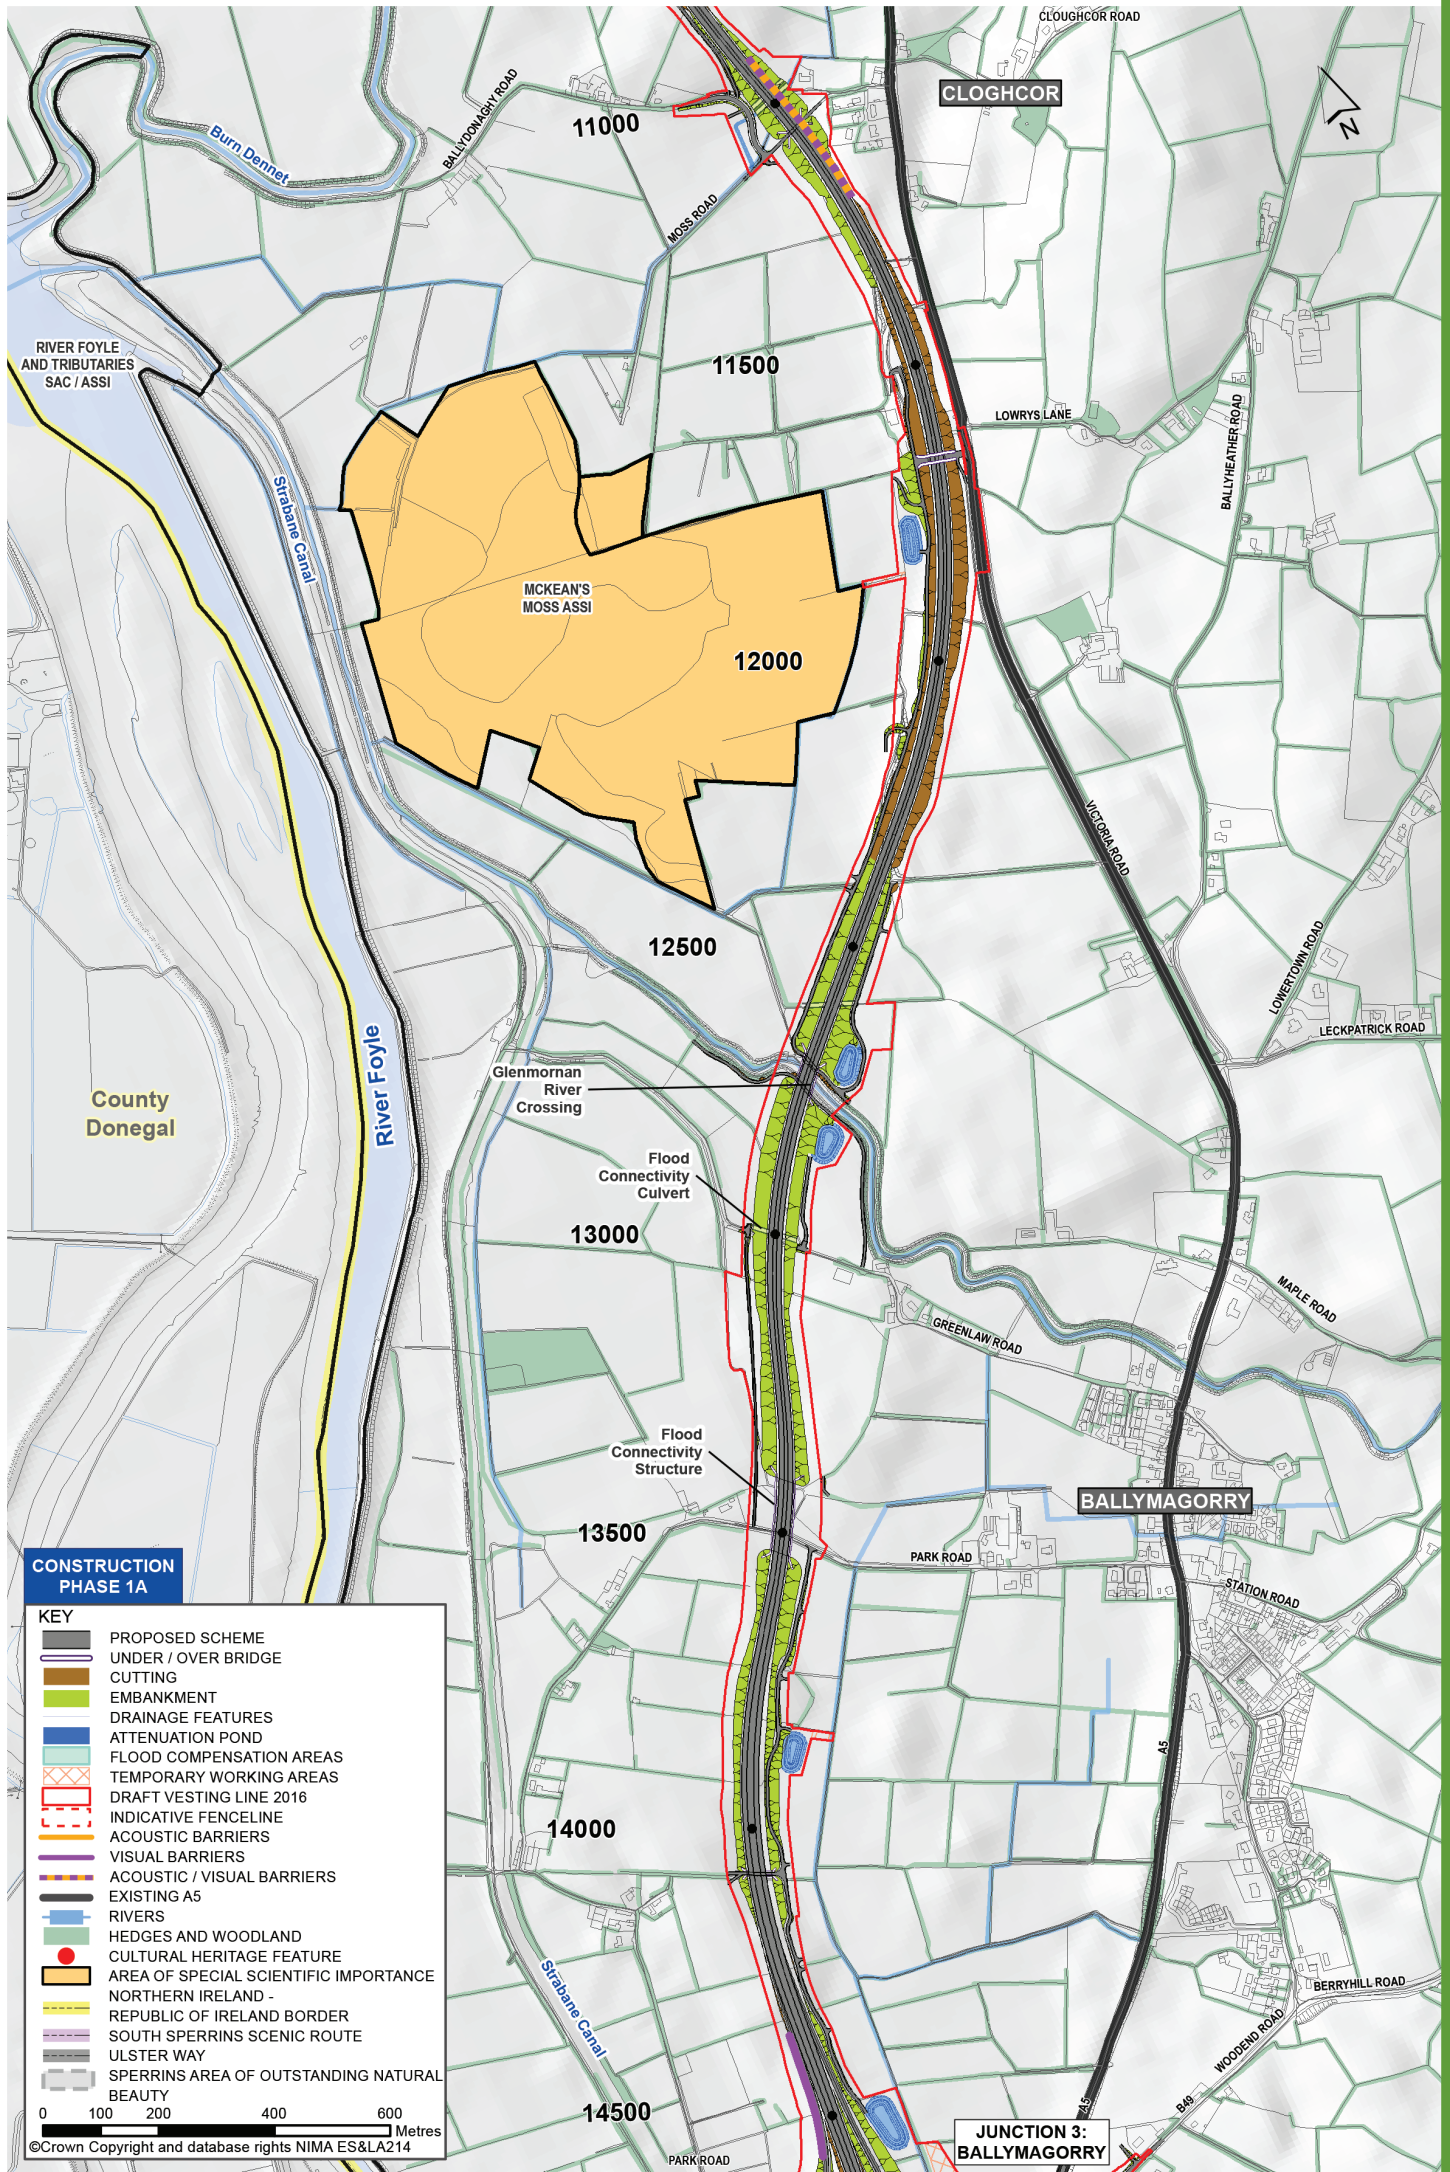 CLOUGHCOR ROAD
CLOGHCOR
N
11000
BALLYDONAGHY ROAD
Burn Dennet
MOSS ROAD
RIVER FOYLE
AND TRIBUTARIES
SAC / ASSI
11500
LOWRYS LANE
BALLYHEATHER ROAD
Strabane Canal
MCKEAN'S
MOSS ASSI
12000
VICTORIA ROAD
12500
LOWERTOWN ROAD
LECKPATRICK ROAD
Glenmornan
River
Crossing
County
Donegal
River Foyle
Flood
Connectivity
Culvert
13000
MAPLE ROAD
GREENLAW ROAD
Flood
Connectivity
Structure
BALLYMAGORRY
13500
PARK ROAD
STATION ROAD
A5
14000
Strabane Canal
BERRYHILL ROAD
WOODEND ROAD
B49
A5
14500
JUNCTION 3:
BALLYMAGORRY
PARK ROAD
CONSTRUCTION
PHASE 1A
KEY
PROPOSED SCHEME
UNDER / OVER BRIDGE
CUTTING
EMBANKMENT
DRAINAGE FEATURES
ATTENUATION POND
FLOOD COMPENSATION AREAS
TEMPORARY WORKING AREAS
DRAFT VESTING LINE 2016
INDICATIVE FENCELINE
ACOUSTIC BARRIERS
VISUAL BARRIERS
ACOUSTIC / VISUAL BARRIERS
EXISTING A5
RIVERS
HEDGES AND WOODLAND
CULTURAL HERITAGE FEATURE
AREA OF SPECIAL SCIENTIFIC IMPORTANCE
NORTHERN IRELAND -
REPUBLIC OF IRELAND BORDER
SOUTH SPERRINS SCENIC ROUTE
ULSTER WAY
SPERRINS AREA OF OUTSTANDING NATURAL
BEAUTY
0 100 200 400 600
Metres
©Crown Copyright and database rights NIMA ES&LA214